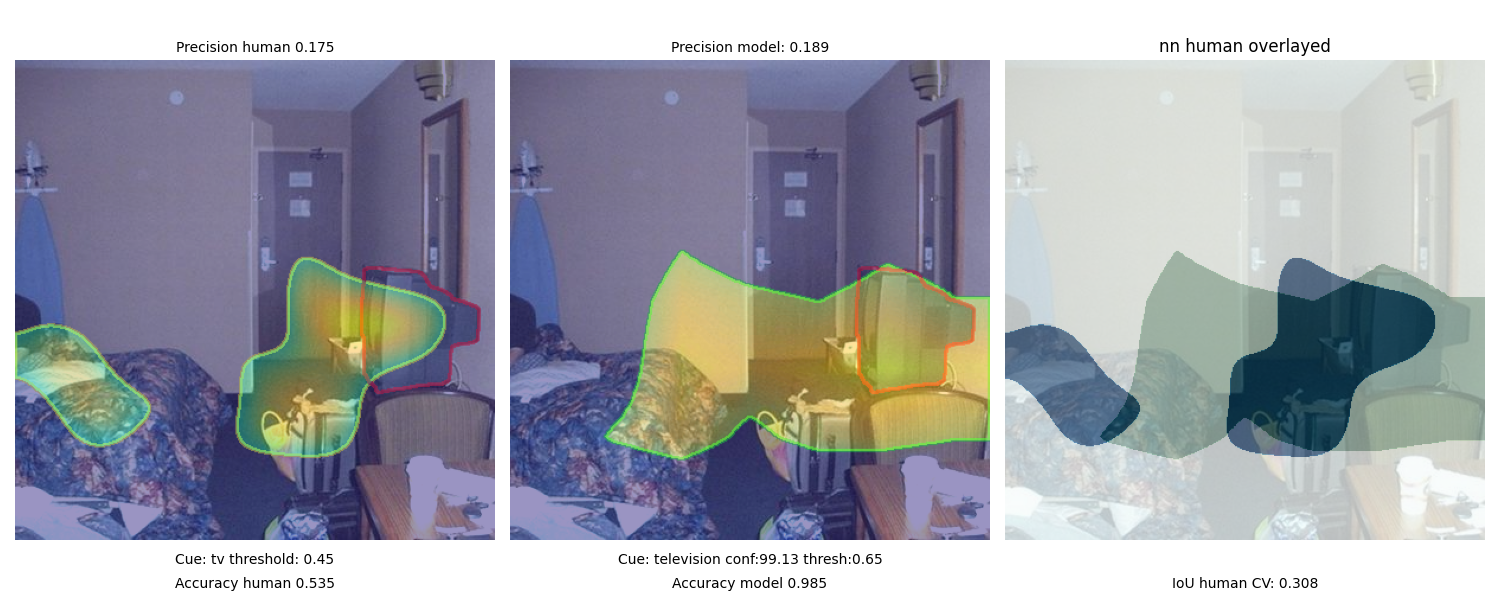 Precision human 0.175
Precision model: 0.189
nn human overlayed
Cue: tv threshold: 0.45
Cue: television conf:99.13 thresh:0.65
Accuracy human 0.535
Accuracy model 0.985
IoU human CV: 0.308